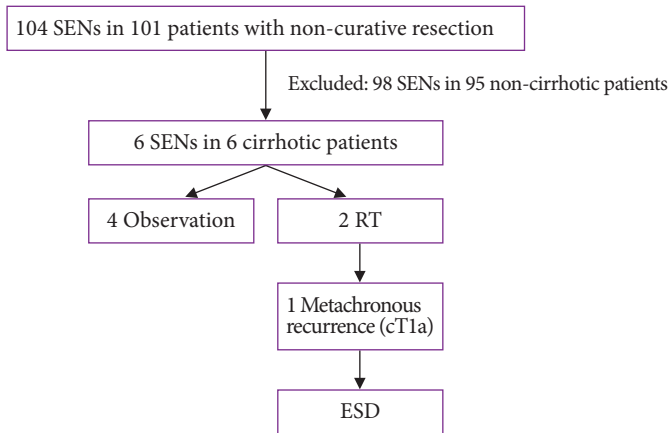 104 SENs in 101 patients with non-curative resection
Excluded: 98 SENs in 95 non-cirrhotic patients
6 SENs in 6 cirrhotic patients
4 Observation
2 RT
1 Metachronous
recurrence (cT1a)
ESD